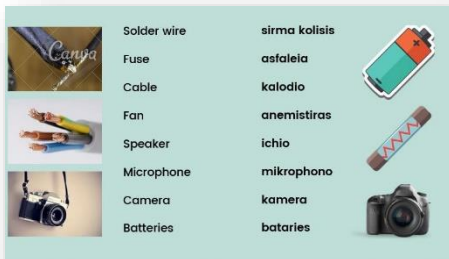 Canva
Solder wire sirma kolisis
Fuse asfaleia
Cable kalodio
Fan anemistiras
Speaker ichio
Microphone mikrophono
Camera kamera
Batteries bataries